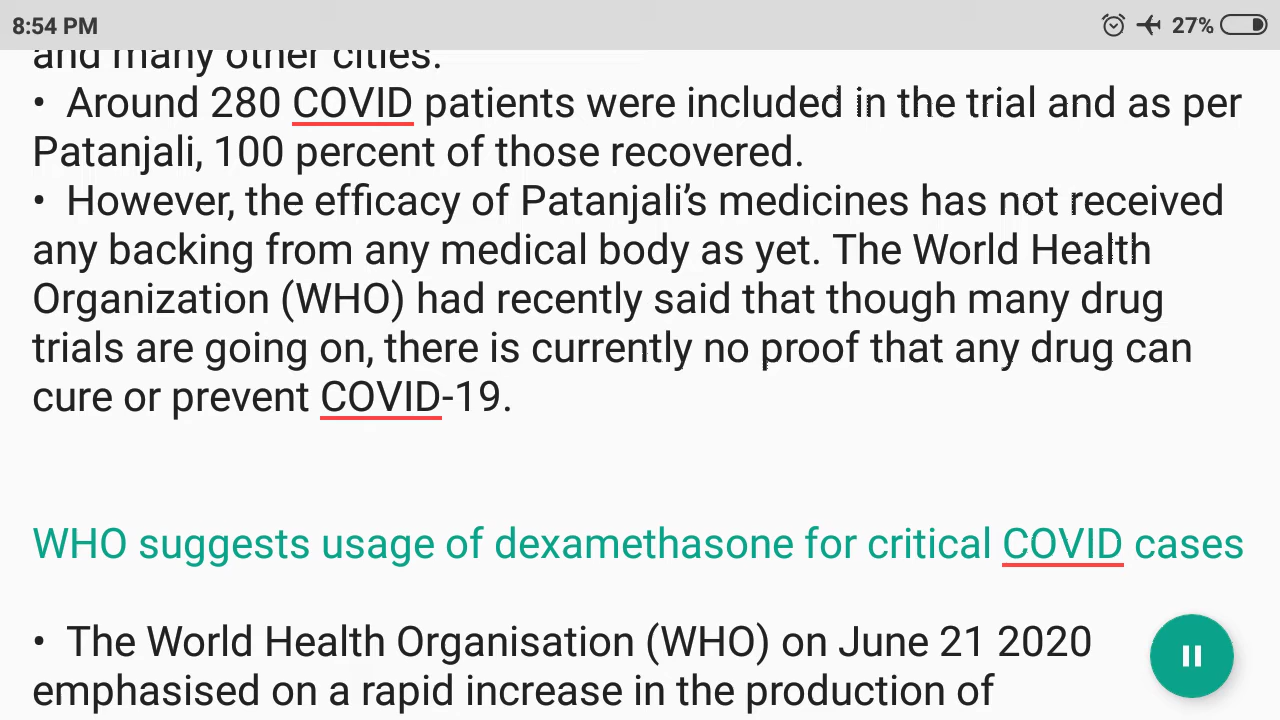 8:54 PM 27%
and many other cities.
• Around 280 COVID patients were included in the trial and as per
Patanjali, 100 percent of those recovered.
• However, the efficacy of Patanjali’s medicines has not received
any backing from any medical body as yet. The World Health
Organization (WHO) had recently said that though many drug
trials are going on, there is currently no proof that any drug can
cure or prevent COVID-19.
WHO suggests usage of dexamethasone for critical COVID cases
• The World Health Organisation (WHO) on June 21 2020
emphasised on a rapid increase in the production of